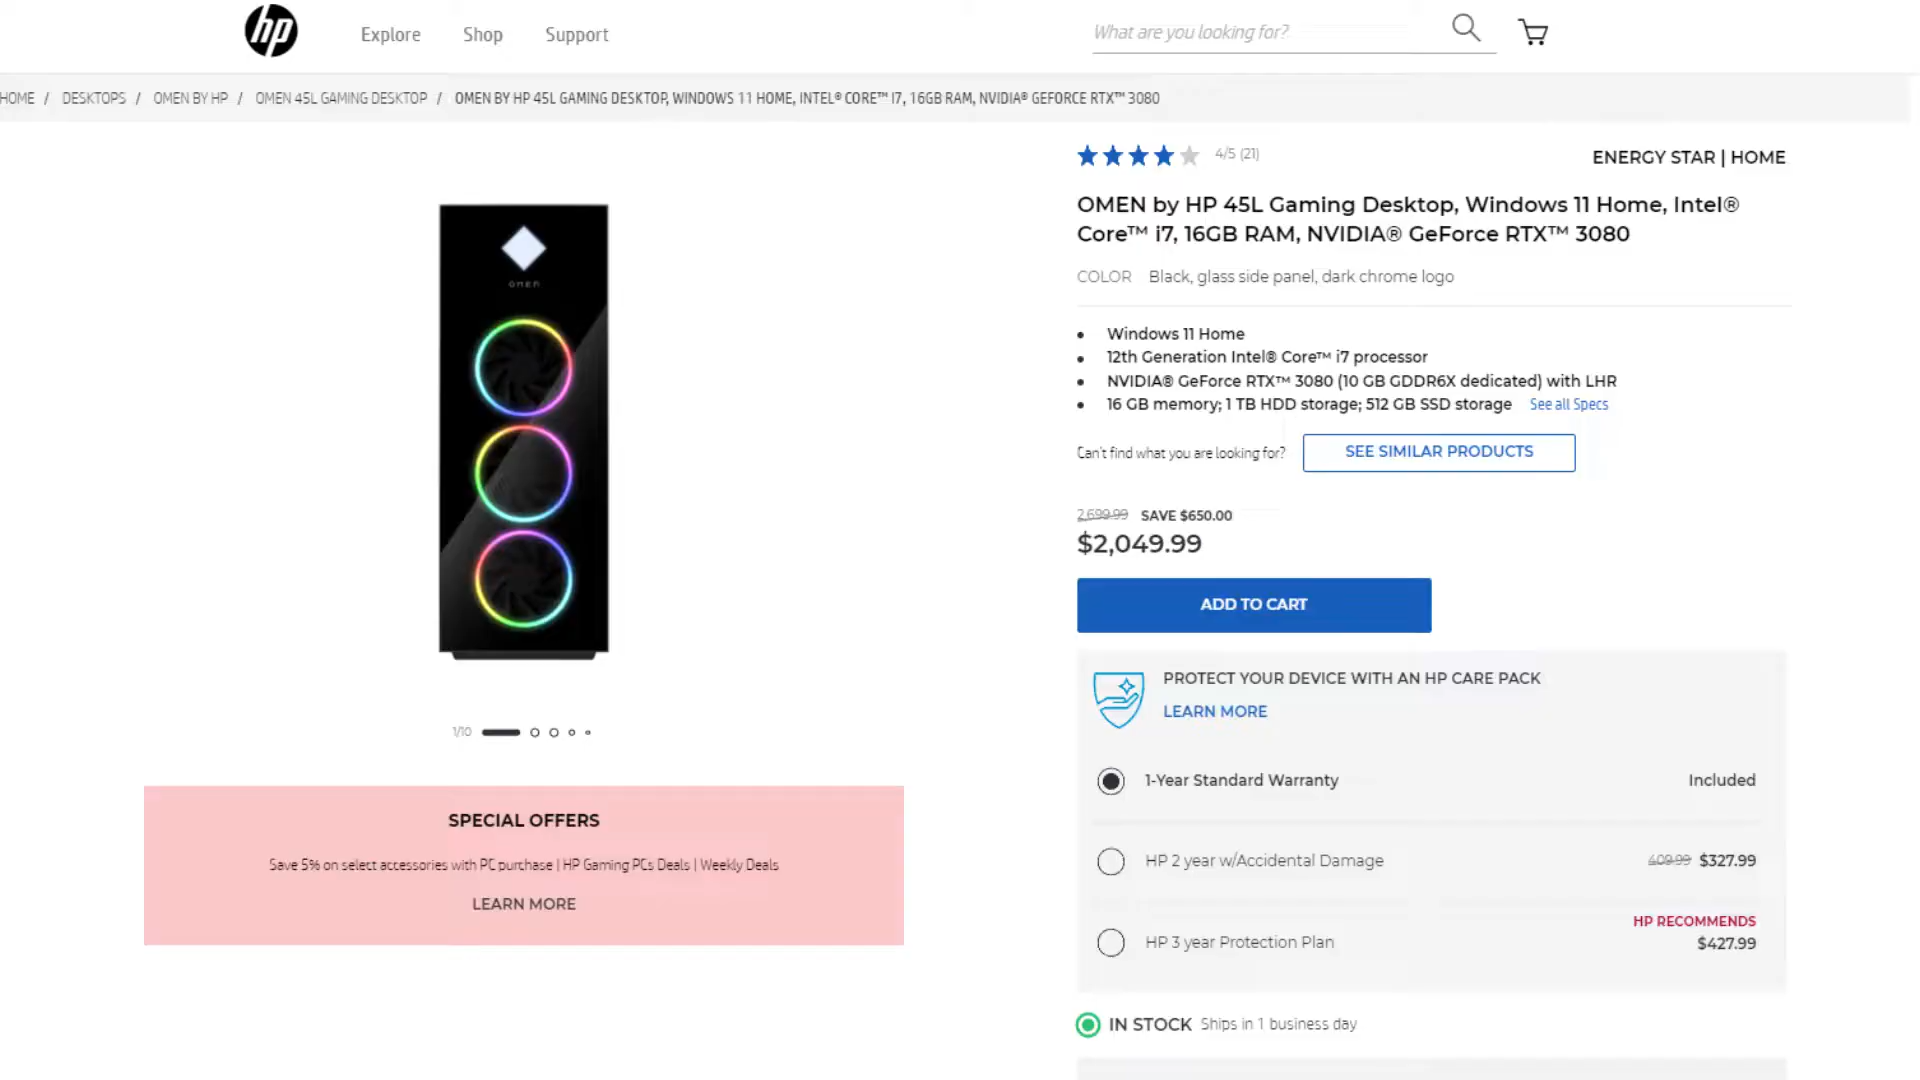 hp
Explore Shop Support
What are you looking for?
HOME / DESKTOPS / OMEN BY HP / OMEN 45L GAMING DESKTOP / OMEN BY HP 45L GAMING DESKTOP, WINDOWS 11 HOME, INTEL® CORE™ I7, 16GB RAM, NVIDIA® GEFORCE RTX™ 3080
OMEN
1/10
SPECIAL OFFERS
Save 5% on select accessories with PC purchase | HP Gaming PCs Deals | Weekly Deals
LEARN MORE
4/5 (21)
ENERGY STAR | HOME
OMEN by HP 45L Gaming Desktop, Windows 11 Home, Intel®
Core™ i7, 16GB RAM, NVIDIA® GeForce RTX™ 3080
COLOR Black, glass side panel, dark chrome logo
• Windows 11 Home
• 12th Generation Intel® Core™ i7 processor
• NVIDIA® GeForce RTX™ 3080 (10 GB GDDR6X dedicated) with LHR
• 16 GB memory; 1 TB HDD storage; 512 GB SSD storage See all Specs
Can't find what you are looking for? SEE SIMILAR PRODUCTS
2,699.99 SAVE $650.00
$2,049.99
ADD TO CART
PROTECT YOUR DEVICE WITH AN HP CARE PACK
LEARN MORE
1-Year Standard Warranty Included
HP 2 year w/Accidental Damage 409.99 $327.99
HP RECOMMENDS
HP 3 year Protection Plan $427.99
IN STOCK Ships in 1 business day